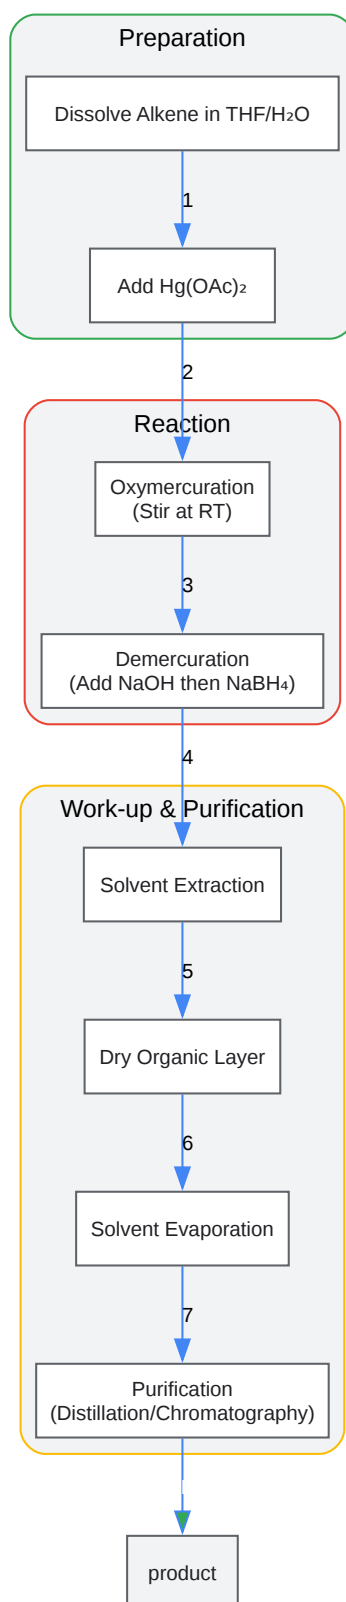 Preparation
Dissolve Alkene in THF/H₂O
1
Add Hg(OAc)₂
2
Reaction
Oxymercuration
(Stir at RT)
3
Demercuration
(Add NaOH then NaBH₄)
4
Work-up & Purification
Solvent Extraction
5
Dry Organic Layer
6
Solvent Evaporation
7
Purification
(Distillation/Chromatography)
product